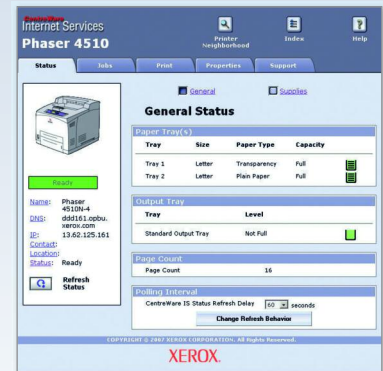 CentreWare
Internet Services
Phaser 4510
Printer Neighborhood
Index
Help
Status
Jobs
Print
Properties
Support
General
Supplies
General Status
Ready
Name: Phaser 4510N-4
DNS: ddd161.opbu.xerox.com
IP: 13.62.125.161
Contact:
Location:
Status: Ready
Refresh Status
Paper Tray(s)
Tray Size Paper Type Capacity
Tray 1 Letter Transparency Full
Tray 2 Letter Plain Paper Full
Output Tray
Tray Level
Standard Output Tray Not Full
Page Count
Page Count 16
Polling Interval
CentreWare IS Status Refresh Delay 60 seconds
Change Refresh Behavior
COPYRIGHT © 2007 XEROX CORPORATION. All Rights Reserved.
XEROX.